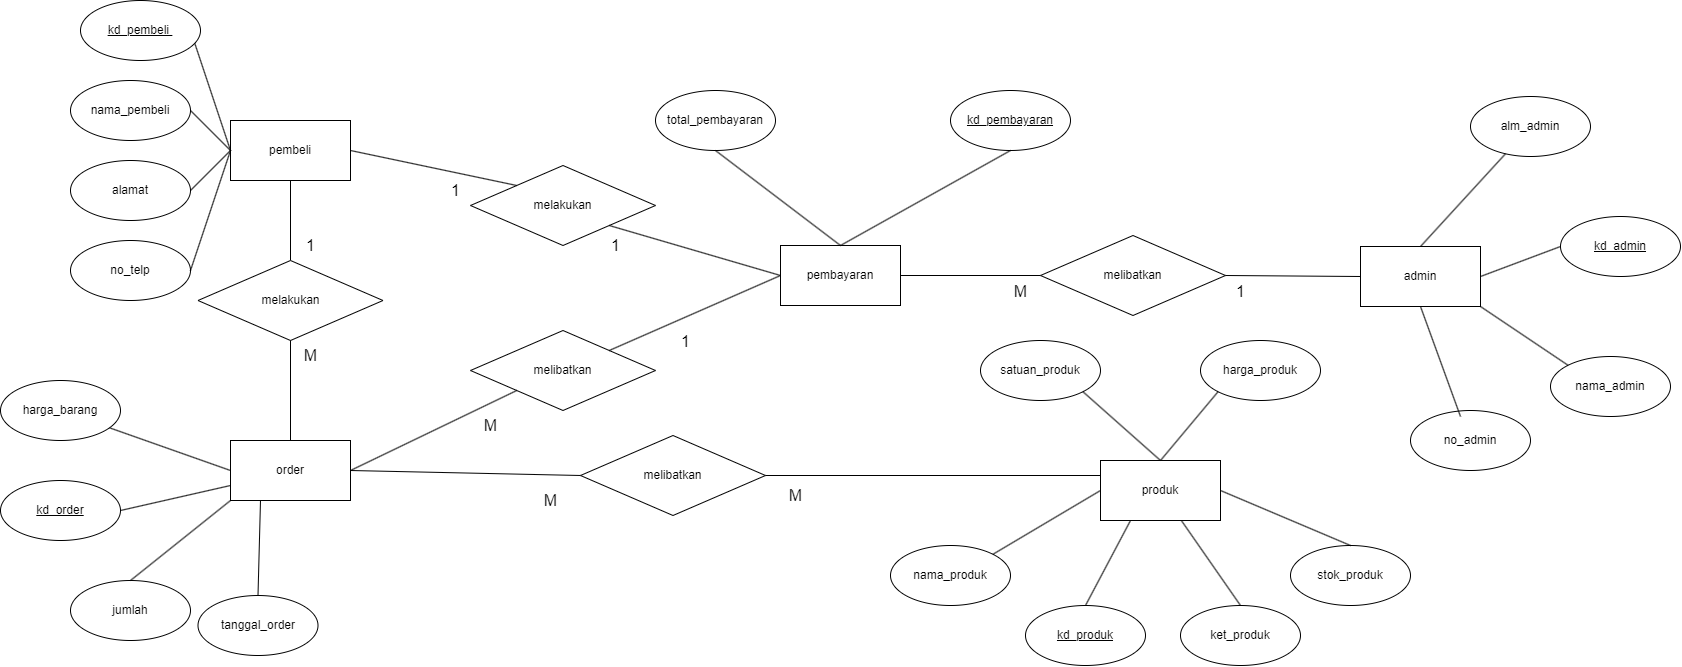 kd_pembeli
nama_pembeli
alamat
no_telp
pembeli
1
melakukan
1
total_pembayaran
kd_pembayaran
pembayaran
M
melibatkan
1
admin
alm_admin
kd_admin
nama_admin
no_admin
1
melakukan
M
melibatkan
1
M
harga_barang
kd_order
jumlah
tanggal_order
order
M
melibatkan
M
satuan_produk
harga_produk
produk
nama_produk
kd_produk
ket_produk
stok_produk